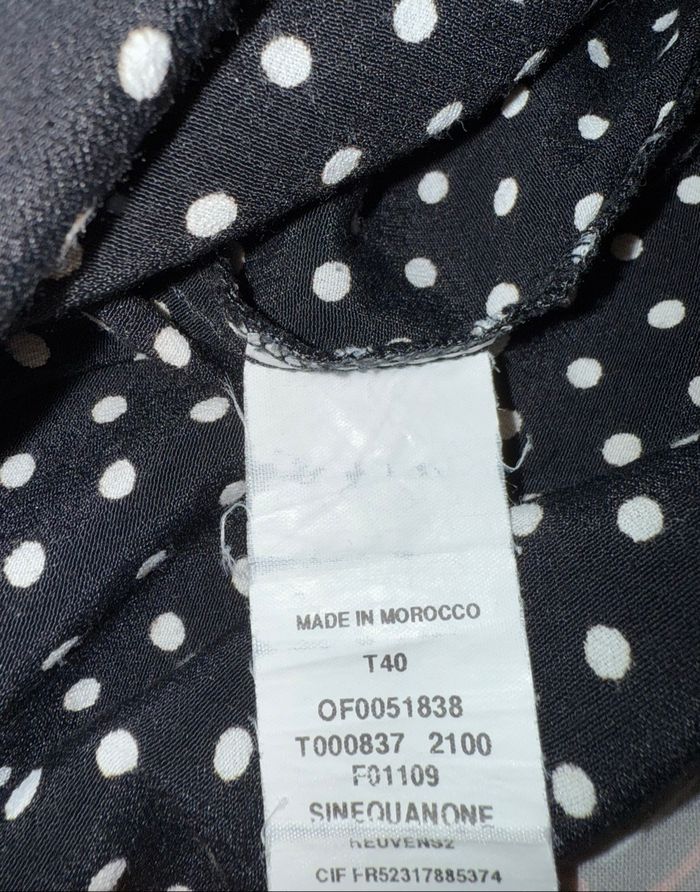 MADE IN MOROCCO
T40
OF0051838
T000837 2100
F01109
SINEQUANONE
CIF FR52317885374